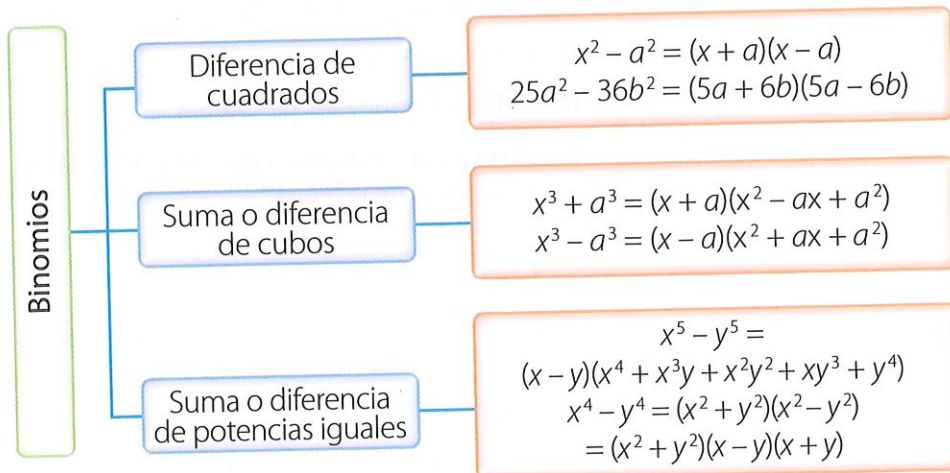 Binomios
Diferencia de
cuadrados
x² − a² = (x + a)(x − a)
25a² − 36b² = (5a + 6b)(5a − 6b)
Suma o diferencia
de cubos
x³ + a³ = (x + a)(x² − ax + a²)
x³ − a³ = (x − a)(x² + ax + a²)
Suma o diferencia
de potencias iguales
x⁵ − y⁵ =
(x − y)(x⁴ + x³y + x²y² + xy³ + y⁴)
x⁴ − y⁴ = (x² + y²)(x² − y²)
= (x² + y²)(x − y)(x + y)